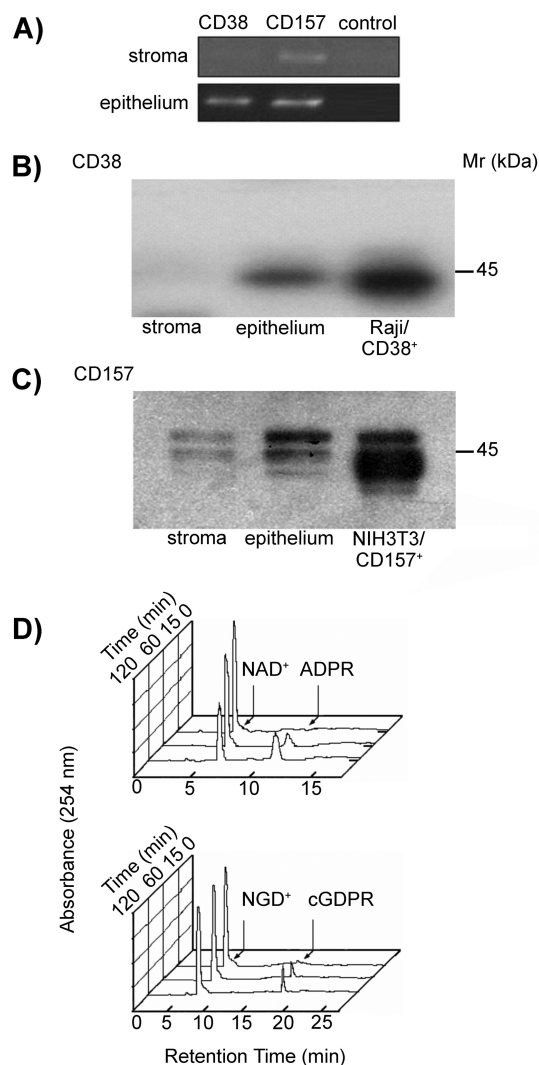 A)
CD38 CD157 control
stroma
epithelium
B)
CD38
Mr (kDa)
45
stroma epithelium Raji/
CD38⁺
C)
CD157
45
stroma epithelium NIH3T3/
CD157⁺
D)
Absorbance (254 nm)
Time (min)
120 60 15 0
NAD⁺ ADPR
0 5 10 15
Time (min)
120 60 15 0
NGD⁺ cGDPR
0 5 10 15 20 25
Retention Time (min)